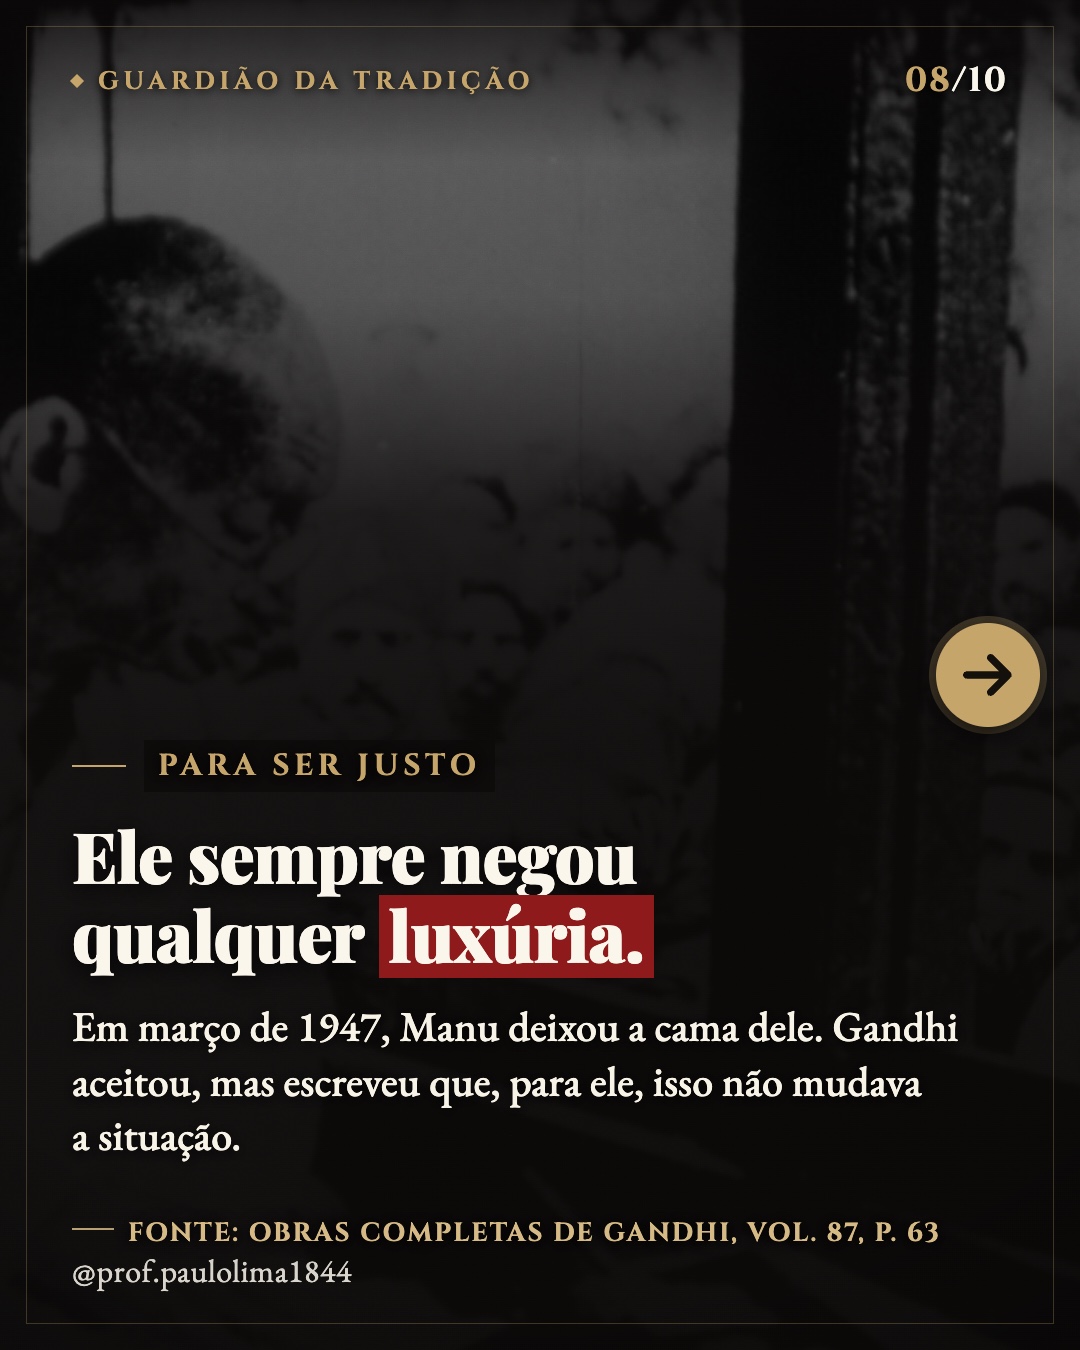 GUARDIÃO DA TRADIÇÃO
08/10
PARA SER JUSTO
Ele sempre negou
qualquer luxúria.
Em março de 1947, Manu deixou a cama dele. Gandhi
aceitou, mas escreveu que, para ele, isso não mudava
a situação.
FONTE: OBRAS COMPLETAS DE GANDHI, VOL. 87, P. 63
@prof.paulolima1844